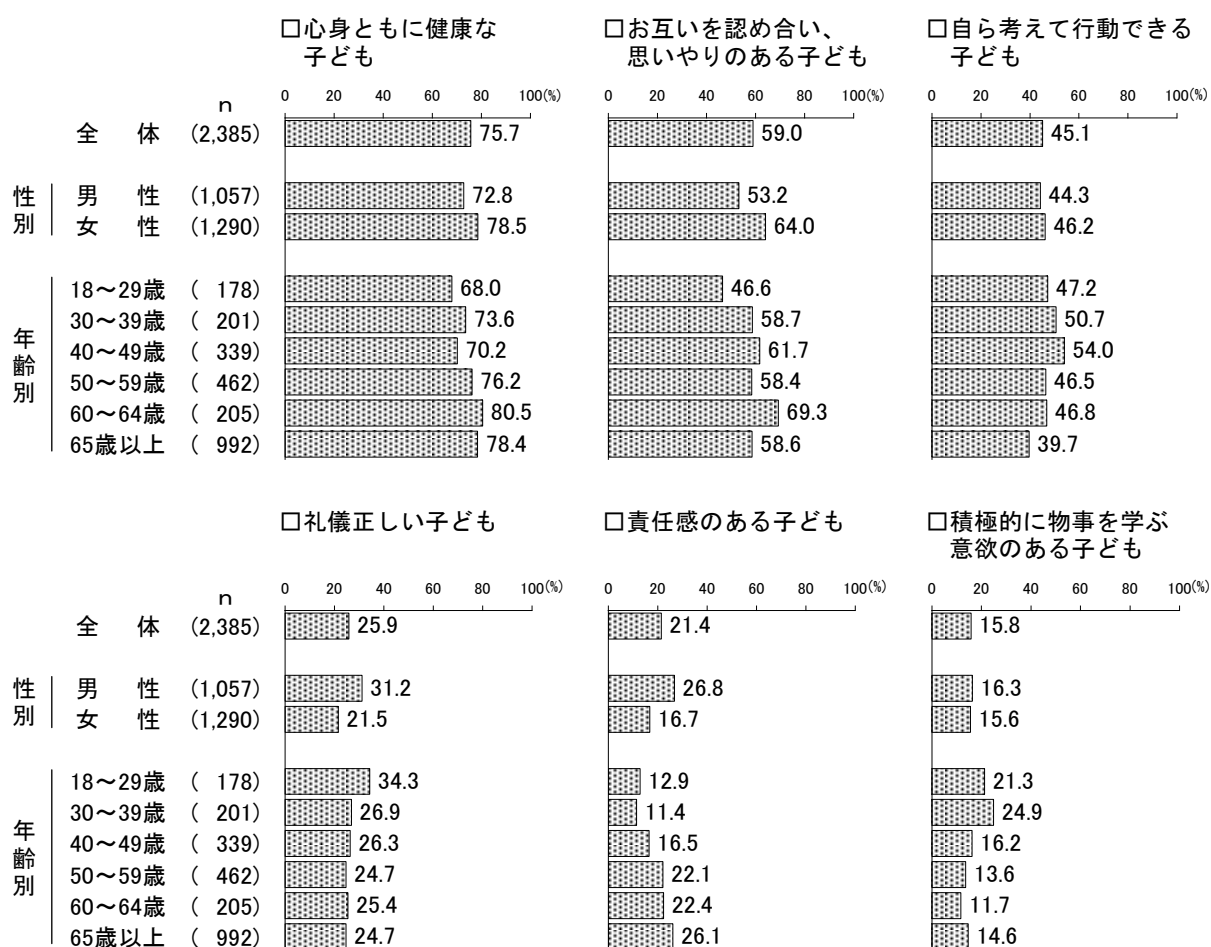 □心身ともに健康な
子ども
□お互いを認め合い、
思いやりのある子ども
□自ら考えて行動できる
子ども
n 0 20 40 60 80 100(%) 0 20 40 60 80 100(%) 0 20 40 60 80 100(%)
全 体 (2,385) 75.7 59.0 45.1
性別
男 性 (1,057) 72.8 53.2 44.3
女 性 (1,290) 78.5 64.0 46.2
年齢別
18～29歳 ( 178) 68.0 46.6 47.2
30～39歳 ( 201) 73.6 58.7 50.7
40～49歳 ( 339) 70.2 61.7 54.0
50～59歳 ( 462) 76.2 58.4 46.5
60～64歳 ( 205) 80.5 69.3 46.8
65歳以上 ( 992) 78.4 58.6 39.7
□礼儀正しい子ども
□責任感のある子ども
□積極的に物事を学ぶ
意欲のある子ども
n 0 20 40 60 80 100(%) 0 20 40 60 80 100(%) 0 20 40 60 80 100(%)
全 体 (2,385) 25.9 21.4 15.8
性別
男 性 (1,057) 31.2 26.8 16.3
女 性 (1,290) 21.5 16.7 15.6
年齢別
18～29歳 ( 178) 34.3 12.9 21.3
30～39歳 ( 201) 26.9 11.4 24.9
40～49歳 ( 339) 26.3 16.5 16.2
50～59歳 ( 462) 24.7 22.1 13.6
60～64歳 ( 205) 25.4 22.4 11.7
65歳以上 ( 992) 24.7 26.1 14.6